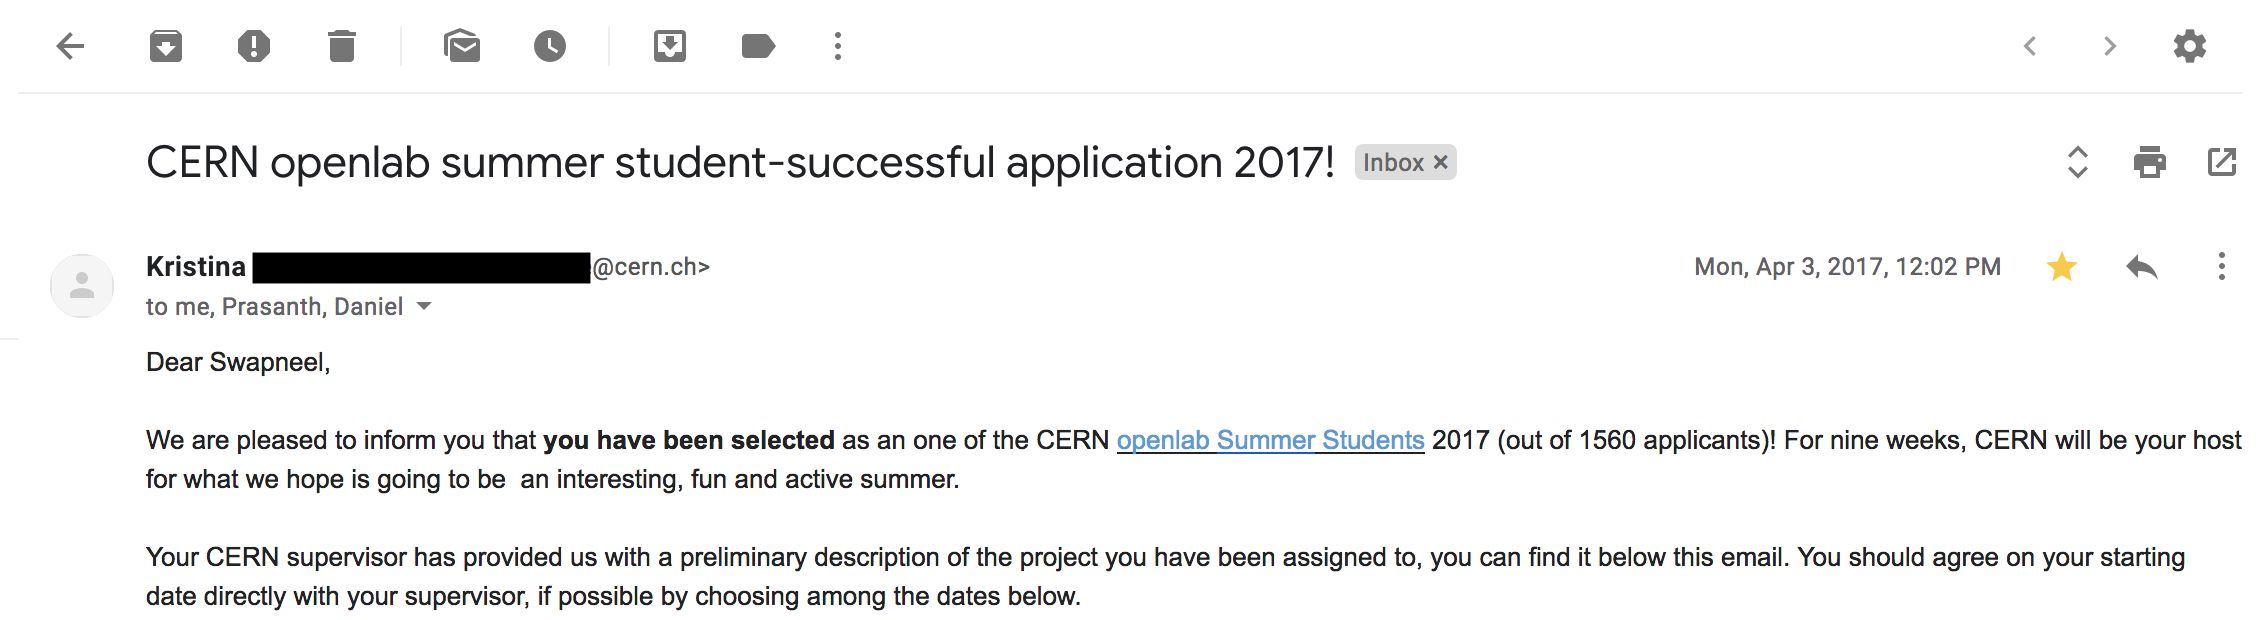 CERN openlab summer student-successful application 2017! Inbox ×
Kristina @cern.ch> Mon, Apr 3, 2017, 12:02 PM
to me, Prasanth, Daniel
Dear Swapneel,
We are pleased to inform you that you have been selected as an one of the CERN openlab Summer Students 2017 (out of 1560 applicants)! For nine weeks, CERN will be your host
for what we hope is going to be  an interesting, fun and active summer.
Your CERN supervisor has provided us with a preliminary description of the project you have been assigned to, you can find it below this email. You should agree on your starting
date directly with your supervisor, if possible by choosing among the dates below.